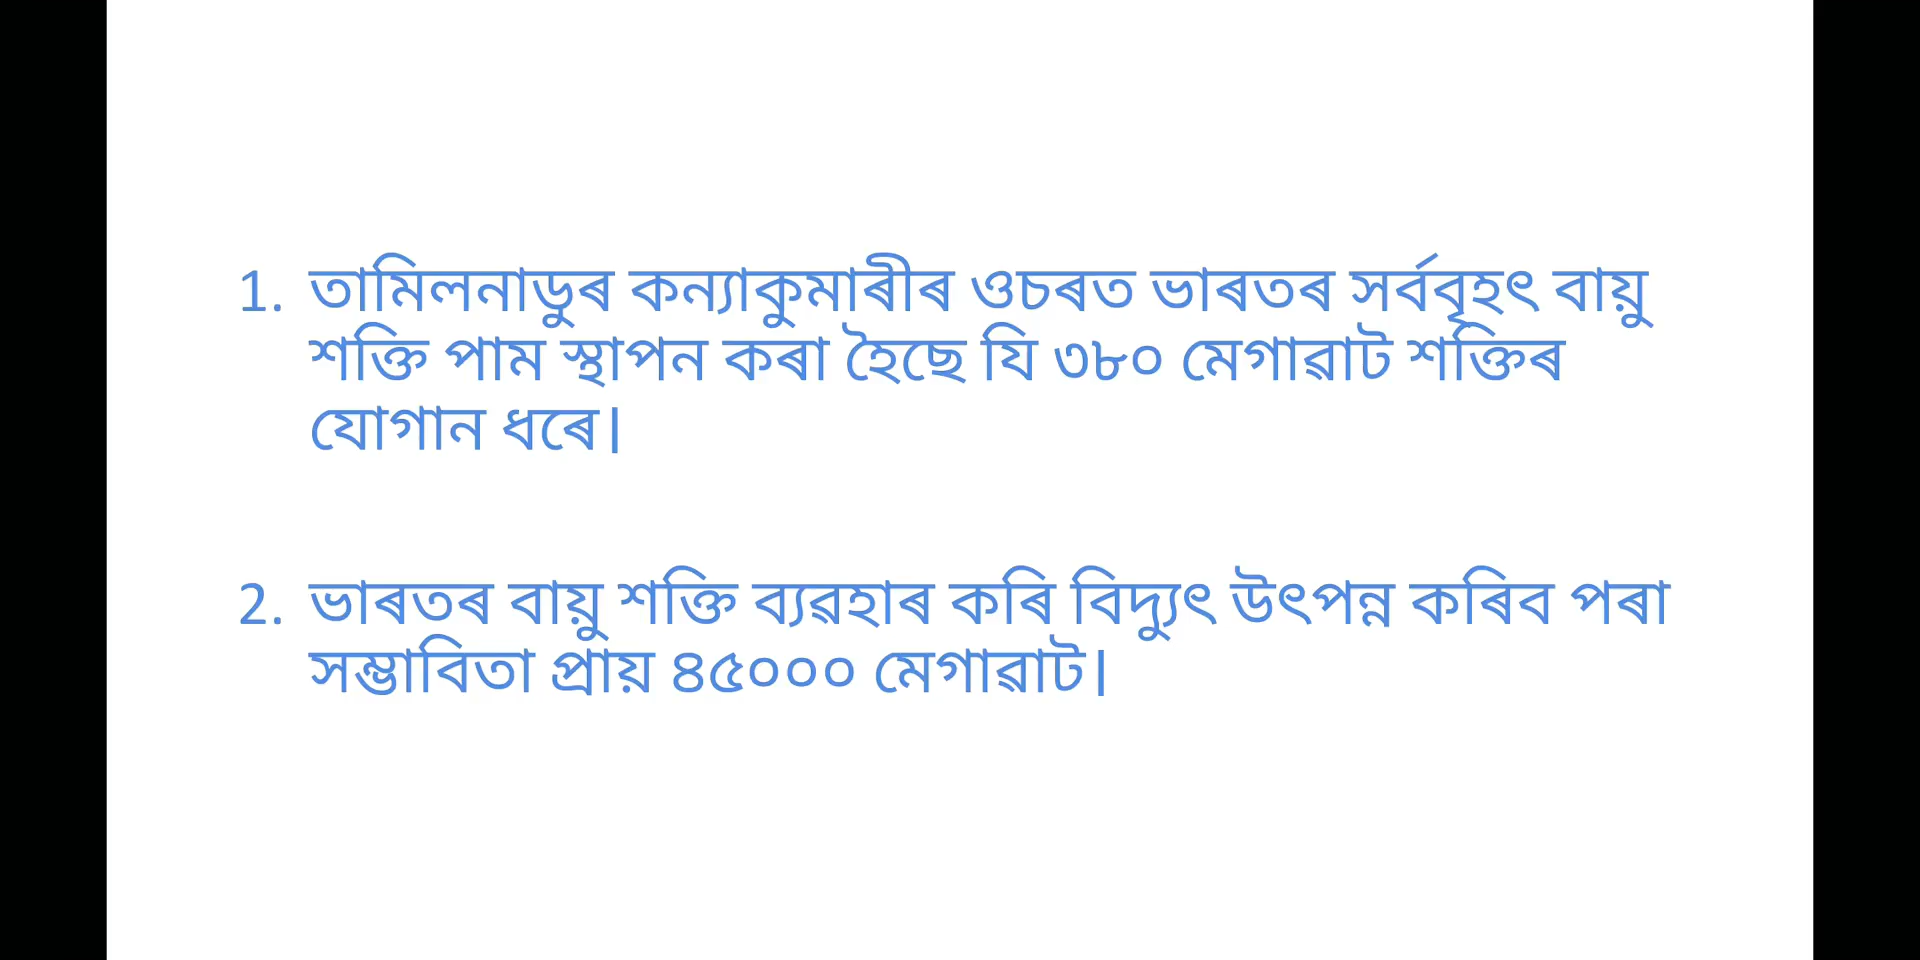 1. তামিলনাডুৰ কন্যাকুমাৰীৰ ওচৰত ভাৰতৰ সৰ্ববৃহৎ বায়ু
শক্তি পাম স্থাপন কৰা হৈছে যি ৩৮০ মেগাৱাট শক্তিৰ
যোগান ধৰে।
2. ভাৰতৰ বায়ু শক্তি ব্যৱহাৰ কৰি বিদ্যুৎ উৎপন্ন কৰিব পৰা
সম্ভাবিতা প্ৰায় ৪৫০০০ মেগাৱাট।